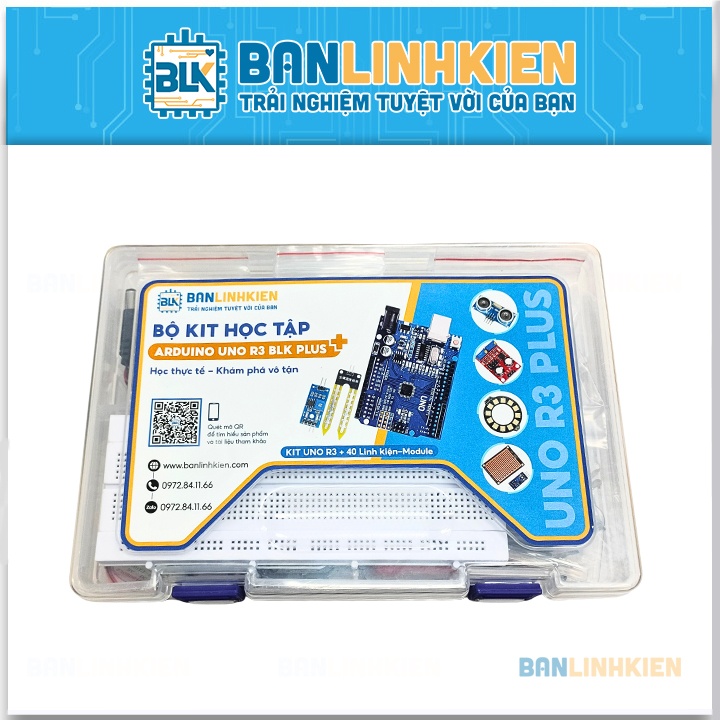 BLK
BANLINHKIEN
TRẢI NGHIỆM TUYỆT VỜI CỦA BẠN
BLK
BANLINHKIEN
TRẢI NGHIỆM TUYỆT VỜI CỦA BẠN
BỘ KIT HỌC TẬP
ARDUINO UNO R3 BLK PLUS
Học thực tế - Khám phá vô tận
Quét mã QR
để tìm hiểu sản phẩm
và tài liệu tham khảo
www.banlinhkien.com
0972.84.11.66
Zalo 0972.84.11.66
UNO
KIT UNO R3 + 40 Linh kiện-Module
UNO R3 PLUS
BANLINHKIEN